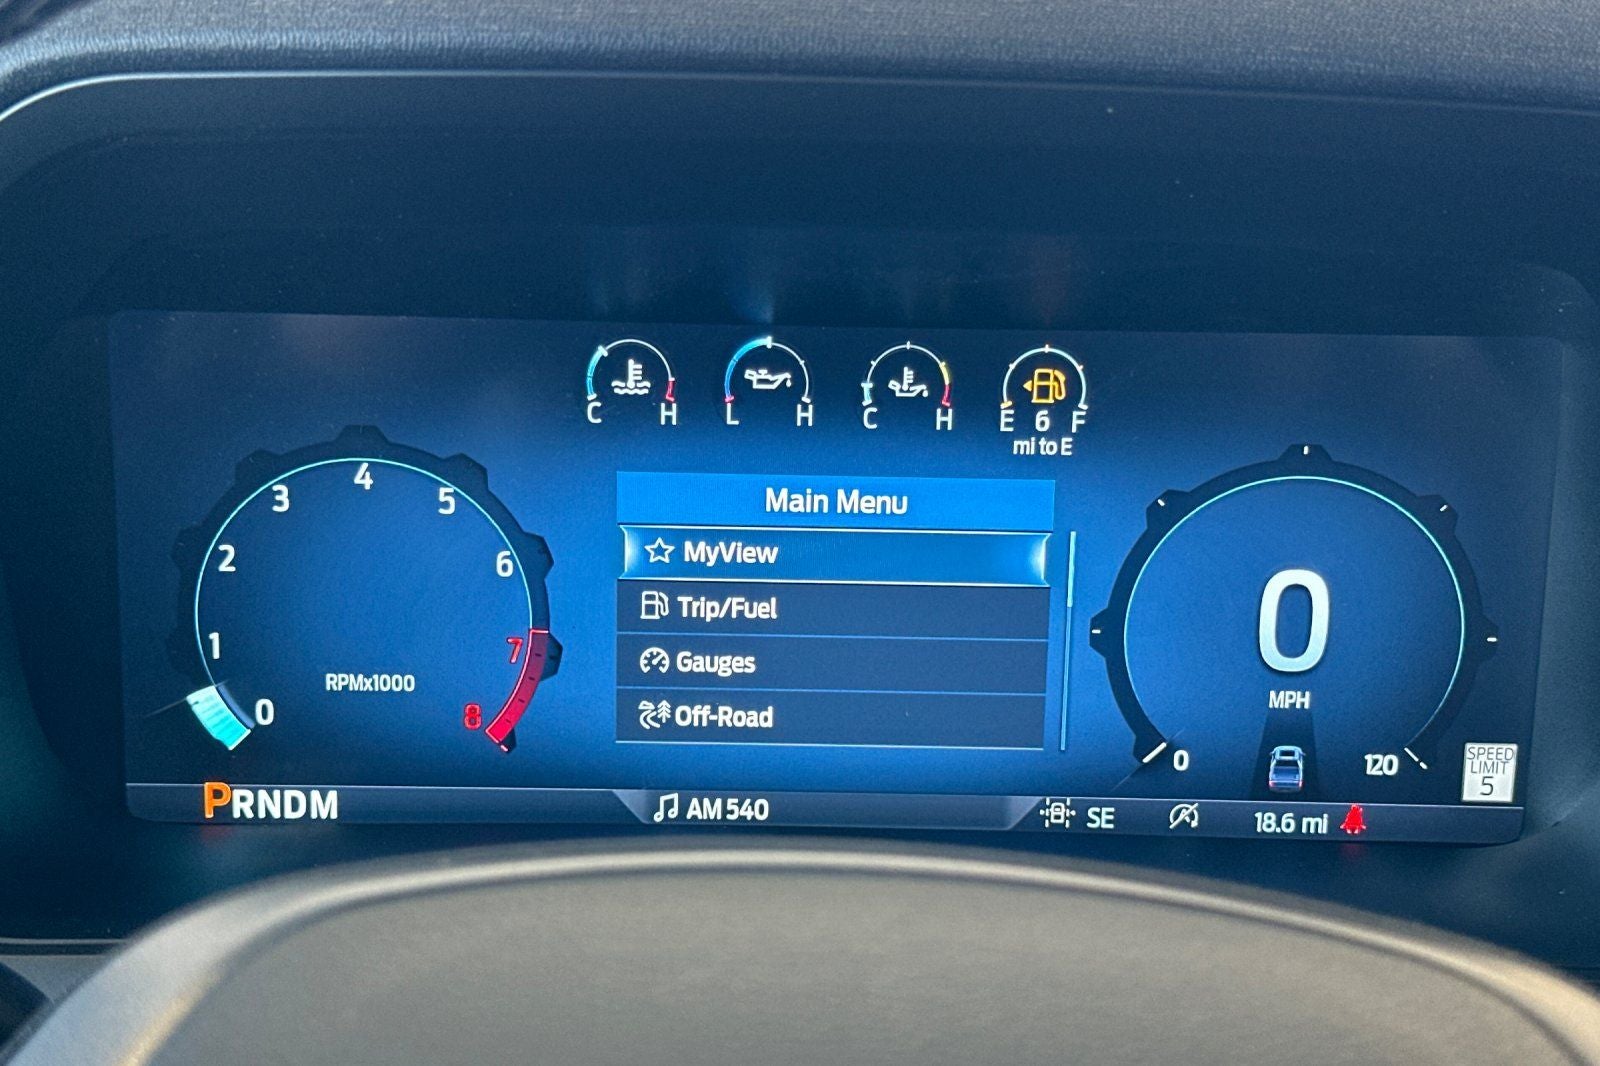 C H
L H
C H
E 6 F
mi to E
0 1 2 3 4 5 6 7 8
RPMx1000
Main Menu
MyView
Trip/Fuel
Gauges
Off-Road
0
MPH
0 120
SPEED
LIMIT
5
PRNDM
AM 540
SE
18.6 mi